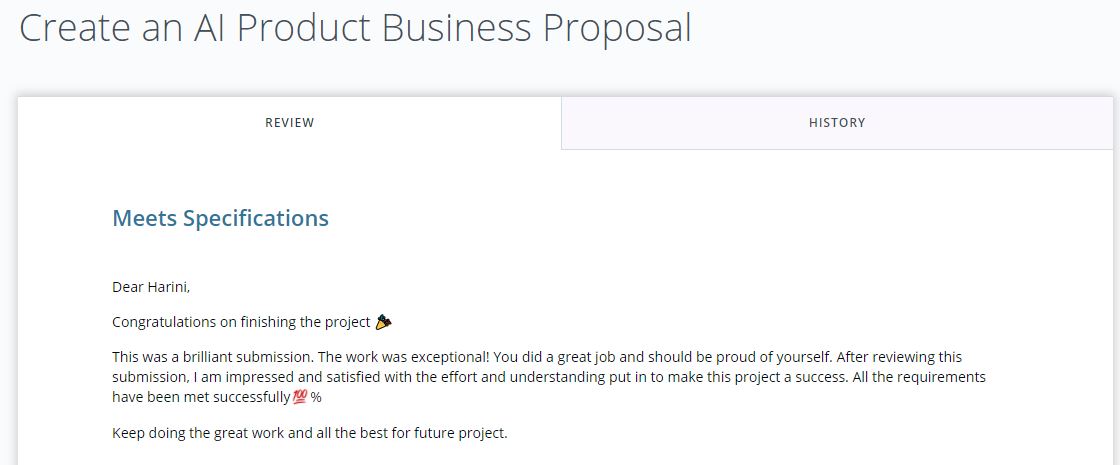 Create an AI Product Business Proposal
REVIEW
HISTORY
Meets Specifications
Dear Harini,
Congratulations on finishing the project 🎉
This was a brilliant submission. The work was exceptional! You did a great job and should be proud of yourself. After reviewing this
submission, I am impressed and satisfied with the effort and understanding put in to make this project a success. All the requirements
have been met successfully💯 %
Keep doing the great work and all the best for future project.